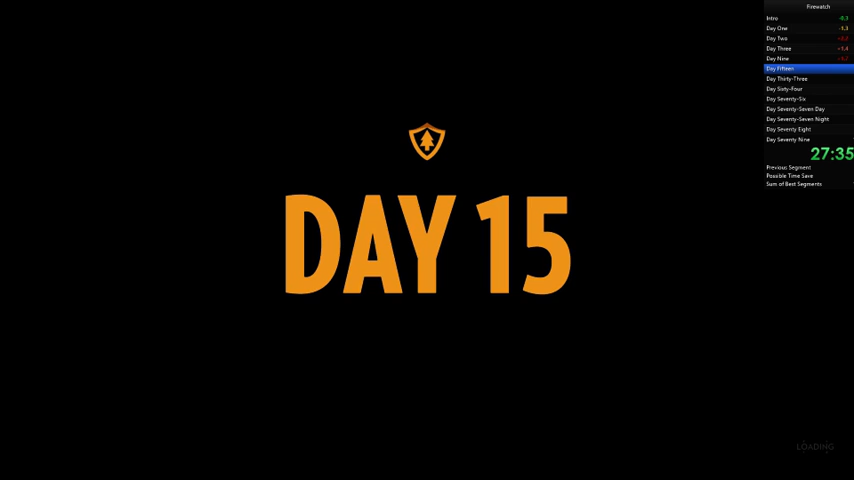 Firewatch
Intro -0.3
Day One -1.3
Day Two
Day Three +1.4
Day Nine
Day Fifteen
Day Thirty-Three
Day Sixty-Four
Day Seventy-Six
Day Seventy-Seven Day
Day Seventy-Seven Night
Day Seventy Eight
Day Seventy Nine
27:35
Previous Segment
Possible Time Save
Sum of Best Segments
DAY 15
LOADING